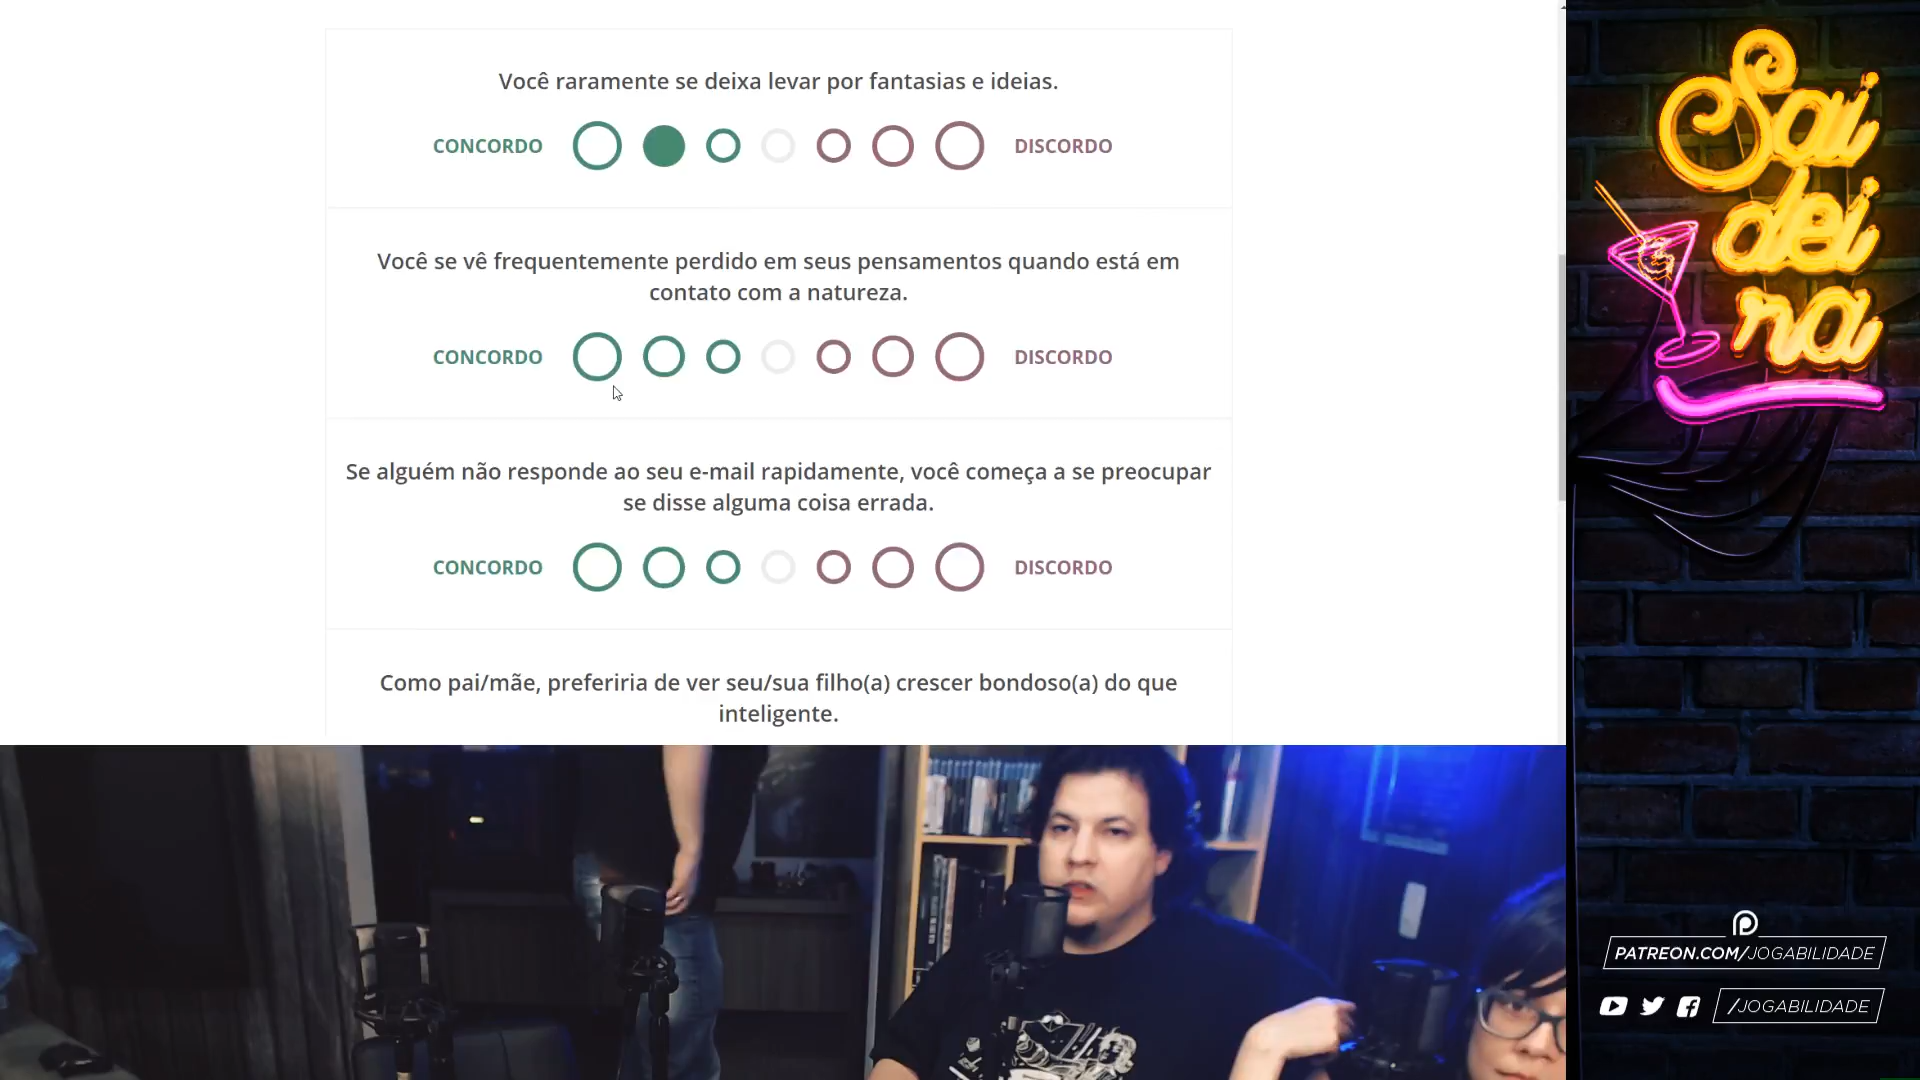 Você raramente se deixa levar por fantasias e ideias.
CONCORDO DISCORDO
Você se vê frequentemente perdido em seus pensamentos quando está em
contato com a natureza.
CONCORDO DISCORDO
Se alguém não responde ao seu e-mail rapidamente, você começa a se preocupar
se disse alguma coisa errada.
CONCORDO DISCORDO
Como pai/mãe, preferiria de ver seu/sua filho(a) crescer bondoso(a) do que
inteligente.
Sai
dei
ra
PATREON.COM/JOGABILIDADE
/JOGABILIDADE